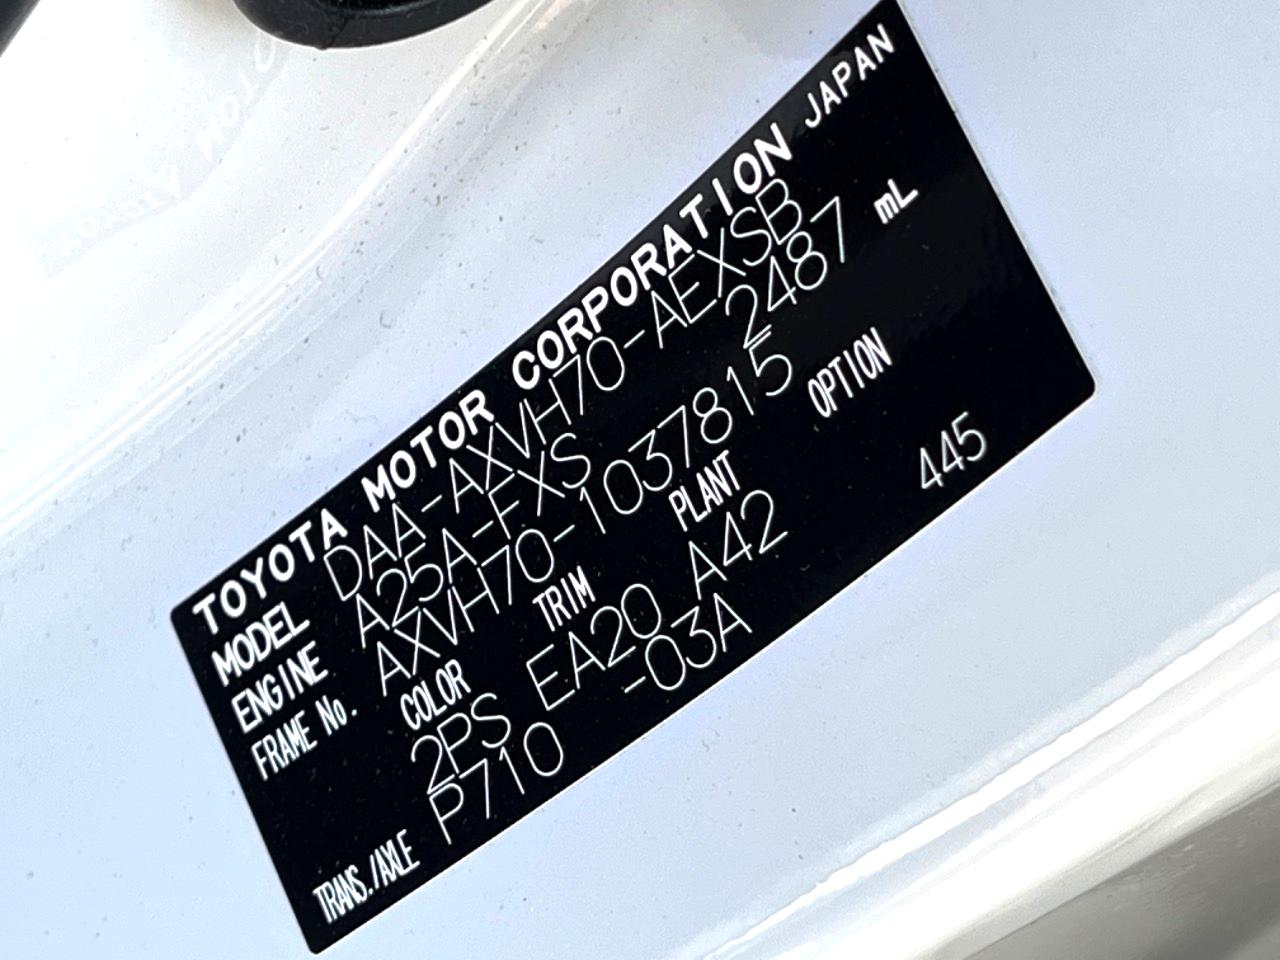 TOYOTA MOTOR CORPORATION JAPAN
MODEL DAA-AXVH70-AEXSB
ENGINE A25A-FXS 2487 mL
FRAME No. AXVH70-1037815
COLOR TRIM PLANT OPTION
2PS EA20 A42 445
TRANS./AXLE P710 -03A